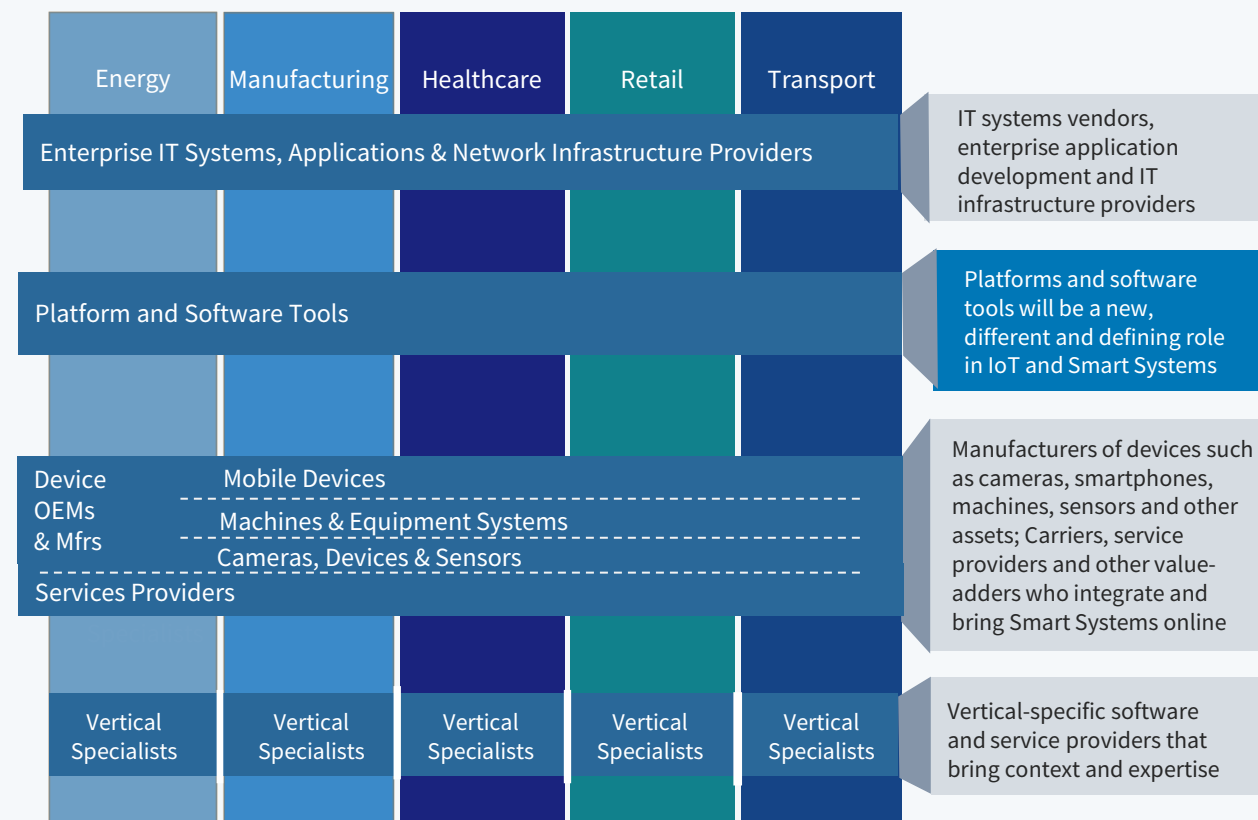 Energy
Manufacturing
Healthcare
Retail
Transport
Enterprise IT Systems, Applications & Network Infrastructure Providers
IT systems vendors,
enterprise application
development and IT
infrastructure providers
Platform and Software Tools
Platforms and software
tools will be a new,
different and defining role
in IoT and Smart Systems
Device
OEMs
& Mfrs
Mobile Devices
Machines & Equipment Systems
Cameras, Devices & Sensors
Services Providers
Manufacturers of devices such
as cameras, smartphones,
machines, sensors and other
assets; Carriers, service
providers and other value-
adders who integrate and
bring Smart Systems online
Vertical
Specialists
Vertical
Specialists
Vertical
Specialists
Vertical
Specialists
Vertical
Specialists
Vertical-specific software
and service providers that
bring context and expertise